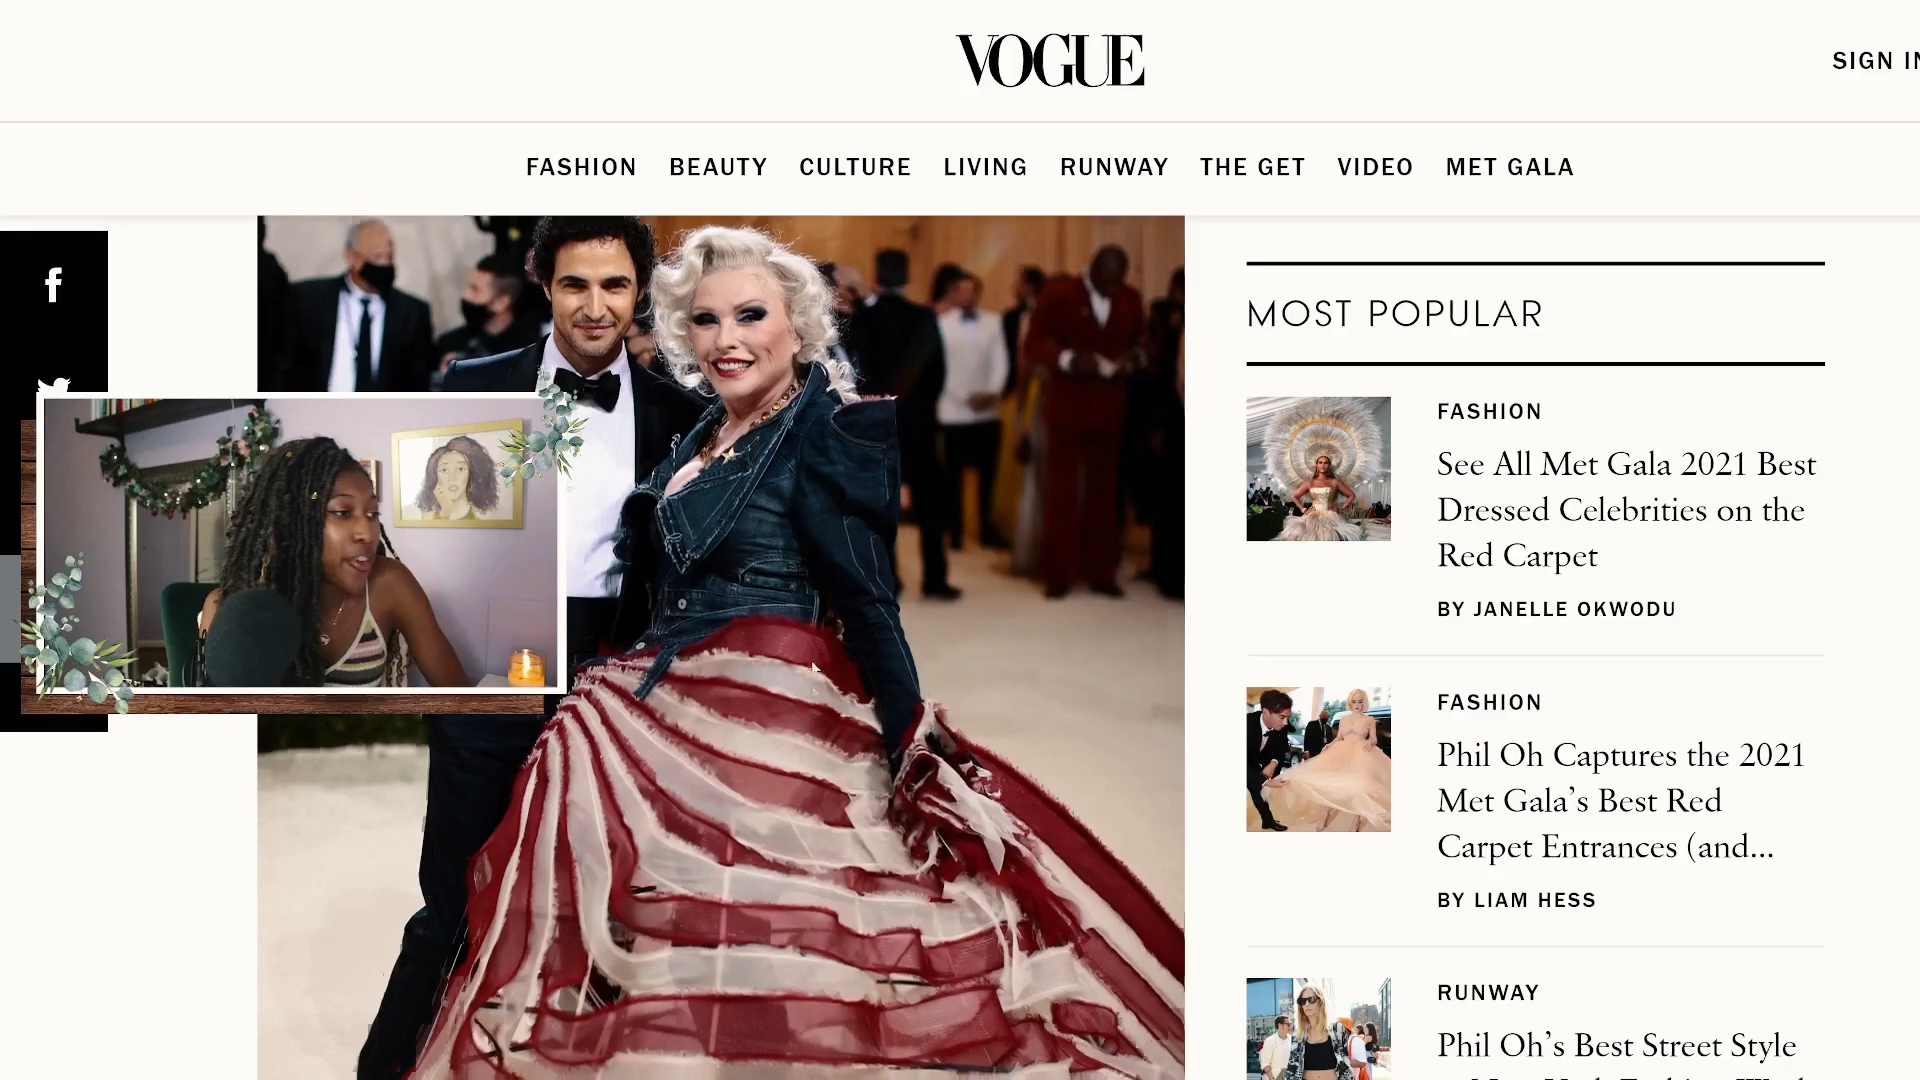 VOGUE
SIGN IN
FASHION BEAUTY CULTURE LIVING RUNWAY THE GET VIDEO MET GALA
MOST POPULAR
FASHION
See All Met Gala 2021 Best
Dressed Celebrities on the
Red Carpet
BY JANELLE OKWODU
FASHION
Phil Oh Captures the 2021
Met Gala’s Best Red
Carpet Entrances (and...
BY LIAM HESS
RUNWAY
Phil Oh’s Best Street Style